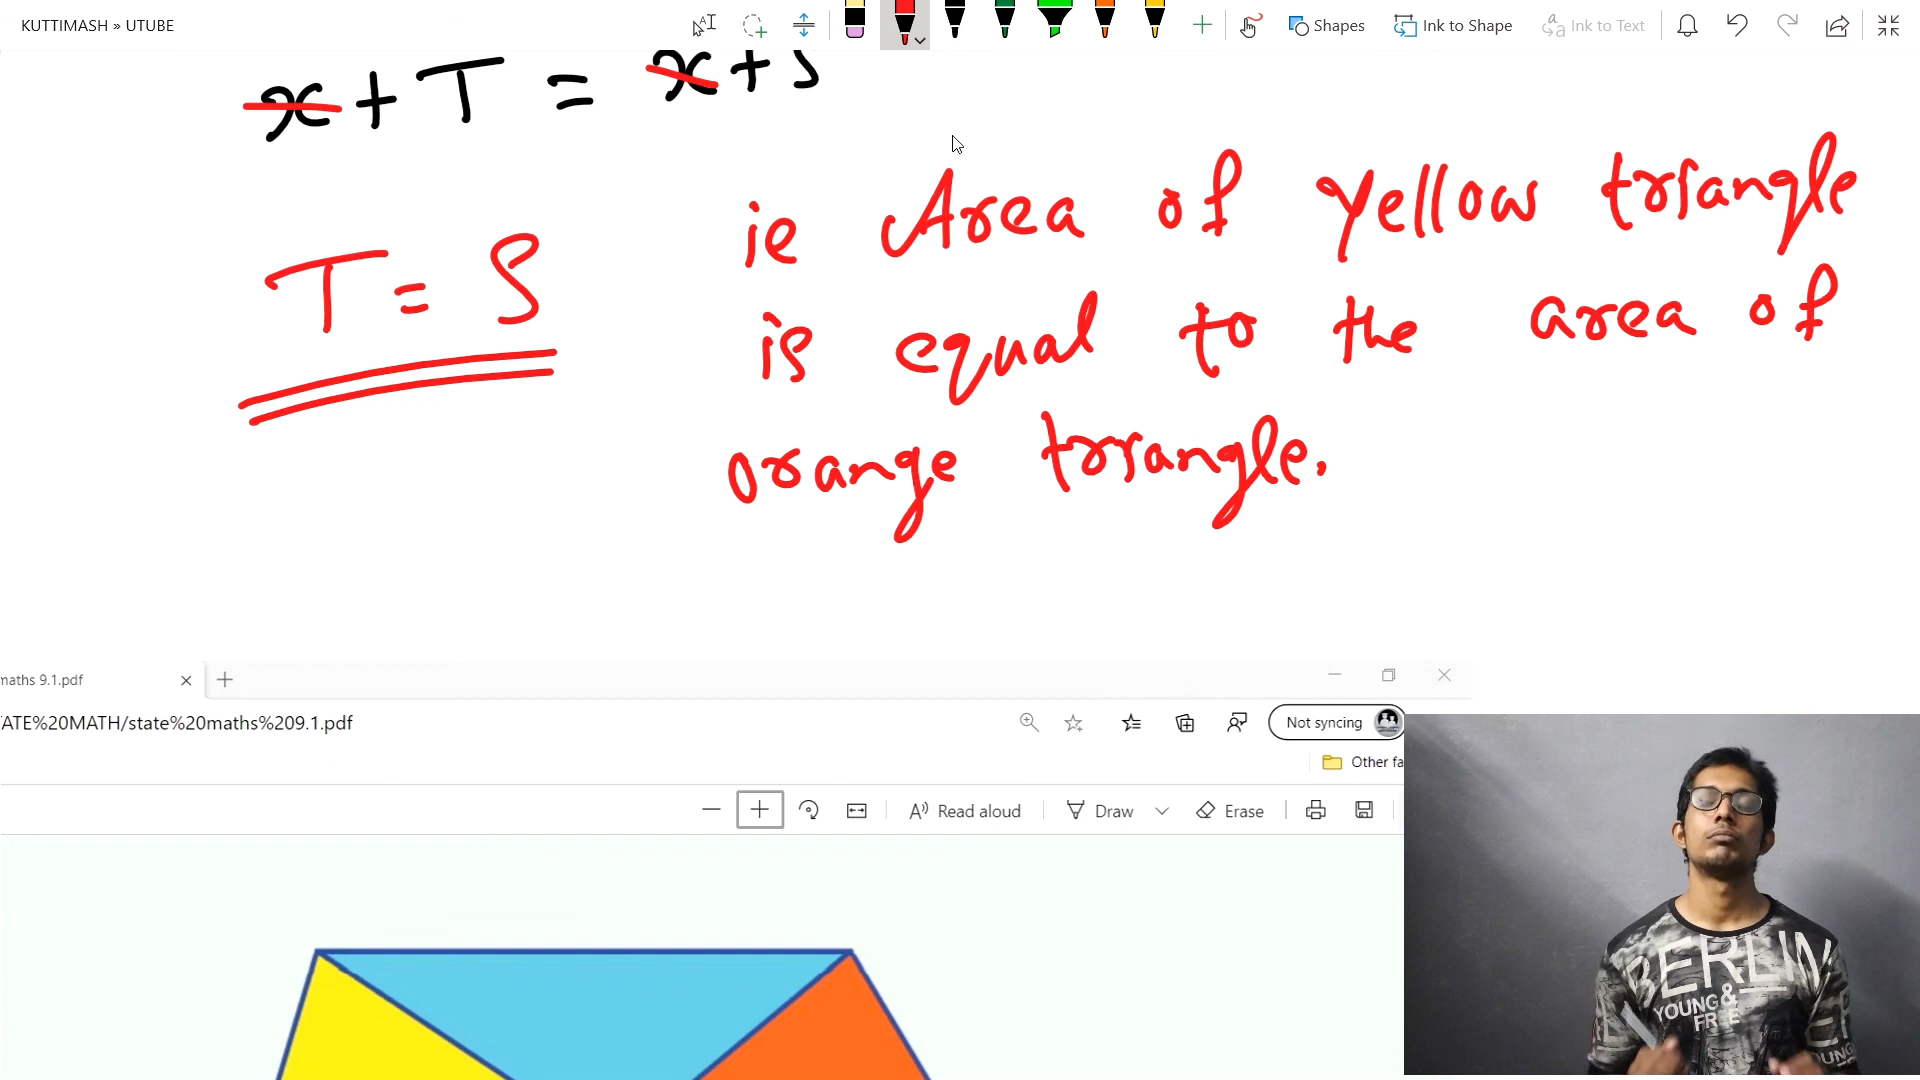 KUTTIMASH » UTUBE
Shapes
Ink to Shape
Ink to Text
x + T = x + S
T = S
ie Area of yellow triangle
is equal to the area of
orange triangle.
maths 9.1.pdf
ATE%20MATH/state%20maths%209.1.pdf
Not syncing
Other fa
Read aloud
Draw
Erase
BERLIN
YOUNG &
FREE